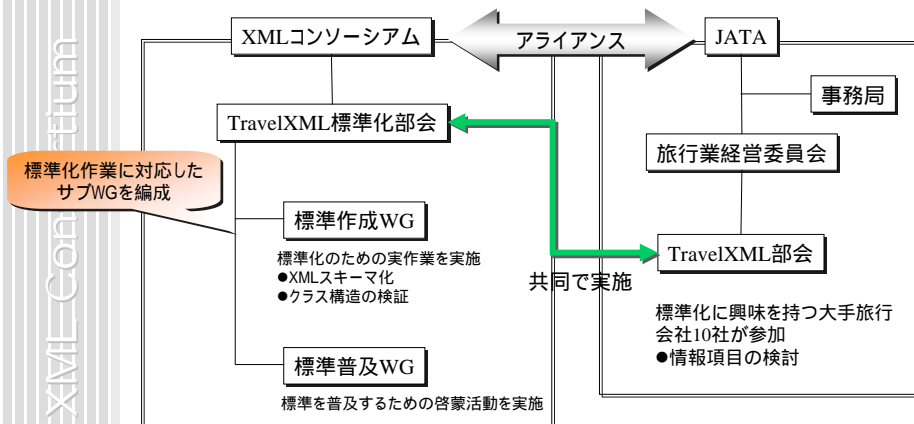 XMLコンソーシアム
アライアンス
JATA
事務局
TravelXML標準化部会
旅行業経営委員会
標準化作業に対応した
サブWGを編成
標準作成WG
標準化のための実作業を実施
●XMLスキーマ化
●クラス構造の検証
TravelXML部会
共同で実施
標準化に興味を持つ大手旅行
会社10社が参加
●情報項目の検討
標準普及WG
標準を普及するための啓蒙活動を実施